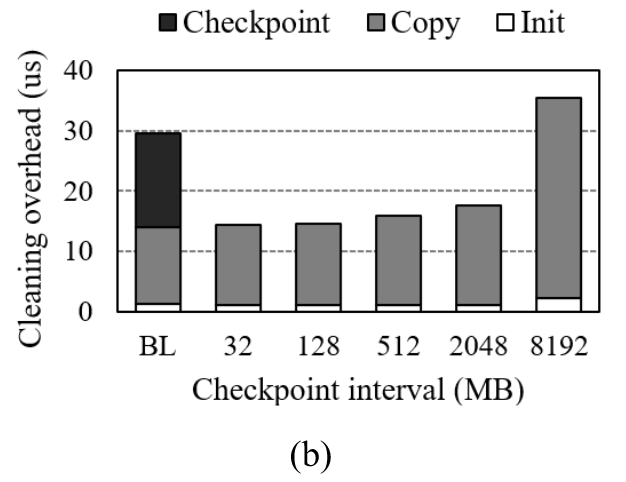 Checkpoint Copy Init
Cleaning overhead (us)
40
30
20
10
0
BL 32 128 512 2048 8192
Checkpoint interval (MB)
(b)